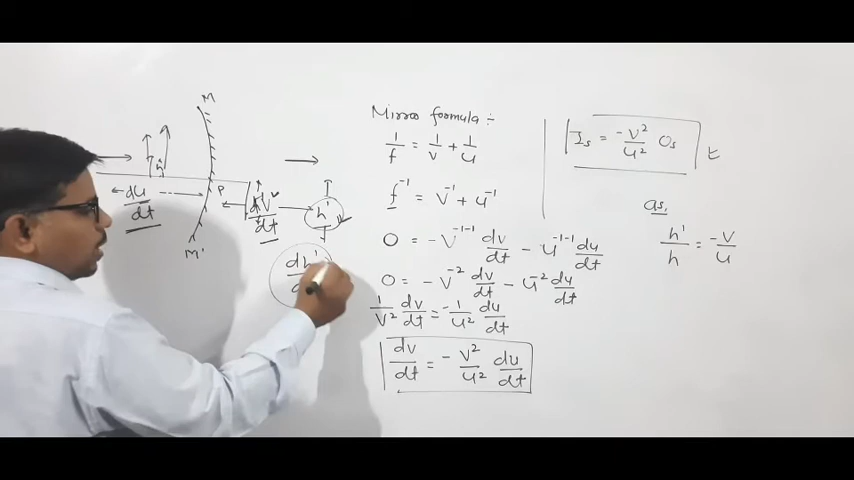 M
h
P
du
dt
dv
dt
h'
M'
dh'
Mirror formula :-
1/f = 1/v + 1/u
f⁻¹ = v⁻¹ + u⁻¹
0 = -v⁻¹⁻¹ dv/dt - u⁻¹⁻¹ du/dt
0 = -v⁻² dv/dt - u⁻² du/dt
1/v² dv/dt = -1/u² du/dt
dv/dt = - v²/u² du/dt
Is = -v²/u² Os
t
as,
h'/h = -v/u